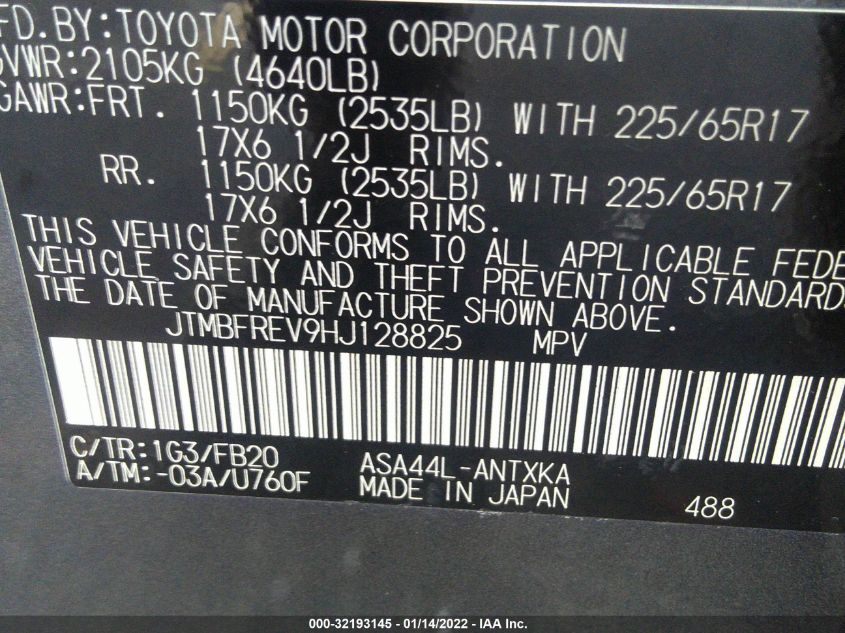 FD. BY: TOYOTA MOTOR CORPORATION
GVWR: 2105KG (4640LB)
GAWR: FRT. 1150KG (2535LB) WITH 225/65R17
17X6 1/2J RIMS.
RR. 1150KG (2535LB) WITH 225/65R17
17X6 1/2J RIMS.
THIS VEHICLE CONFORMS TO ALL APPLICABLE FEDE
VEHICLE SAFETY AND THEFT PREVENTION STANDARD
THE DATE OF MANUFACTURE SHOWN ABOVE.
JTMBFREV9HJ128825 MPV
C/TR: 1G3/FB20 ASA44L-ANTXKA
A/TM: -03A/U760F MADE IN JAPAN 488
000-32193145 - 01/14/2022 - IAA Inc.